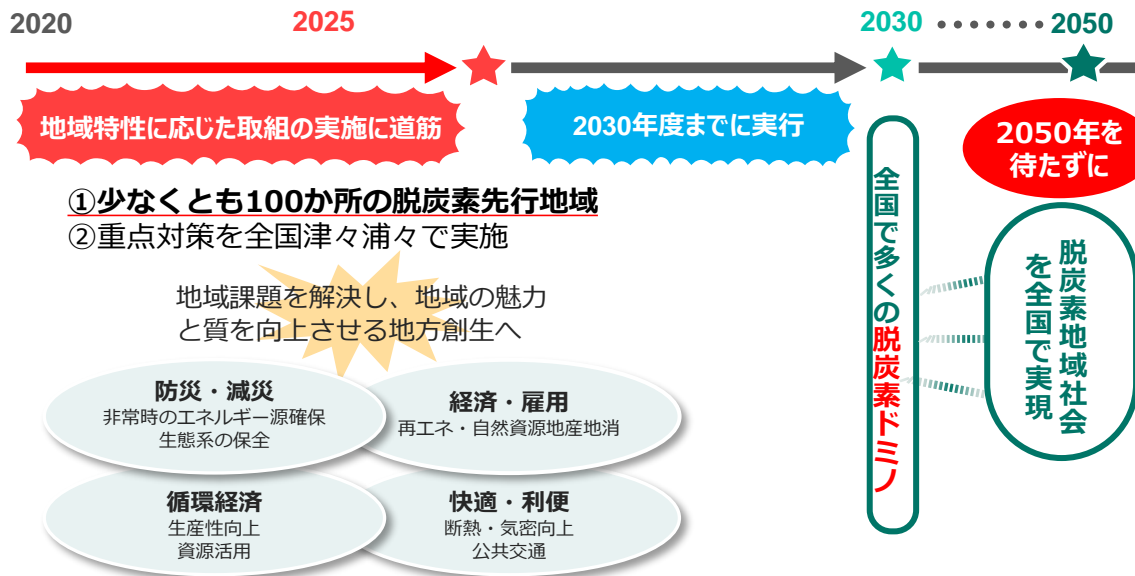 2020
2025
2030 ・・・・・・・ 2050
地域特性に応じた取組の実施に道筋
2030年度までに実行
2050年を
待たずに
①少なくとも100か所の脱炭素先行地域
②重点対策を全国津々浦々で実施
地域課題を解決し、地域の魅力
と質を向上させる地方創生へ
防災・減災
非常時のエネルギー源確保
生態系の保全
経済・雇用
再エネ・自然資源地産地消
循環経済
生産性向上
資源活用
快適・利便
断熱・気密向上
公共交通
全国で多くの脱炭素ドミノ
脱炭素地域社会
を全国で実現